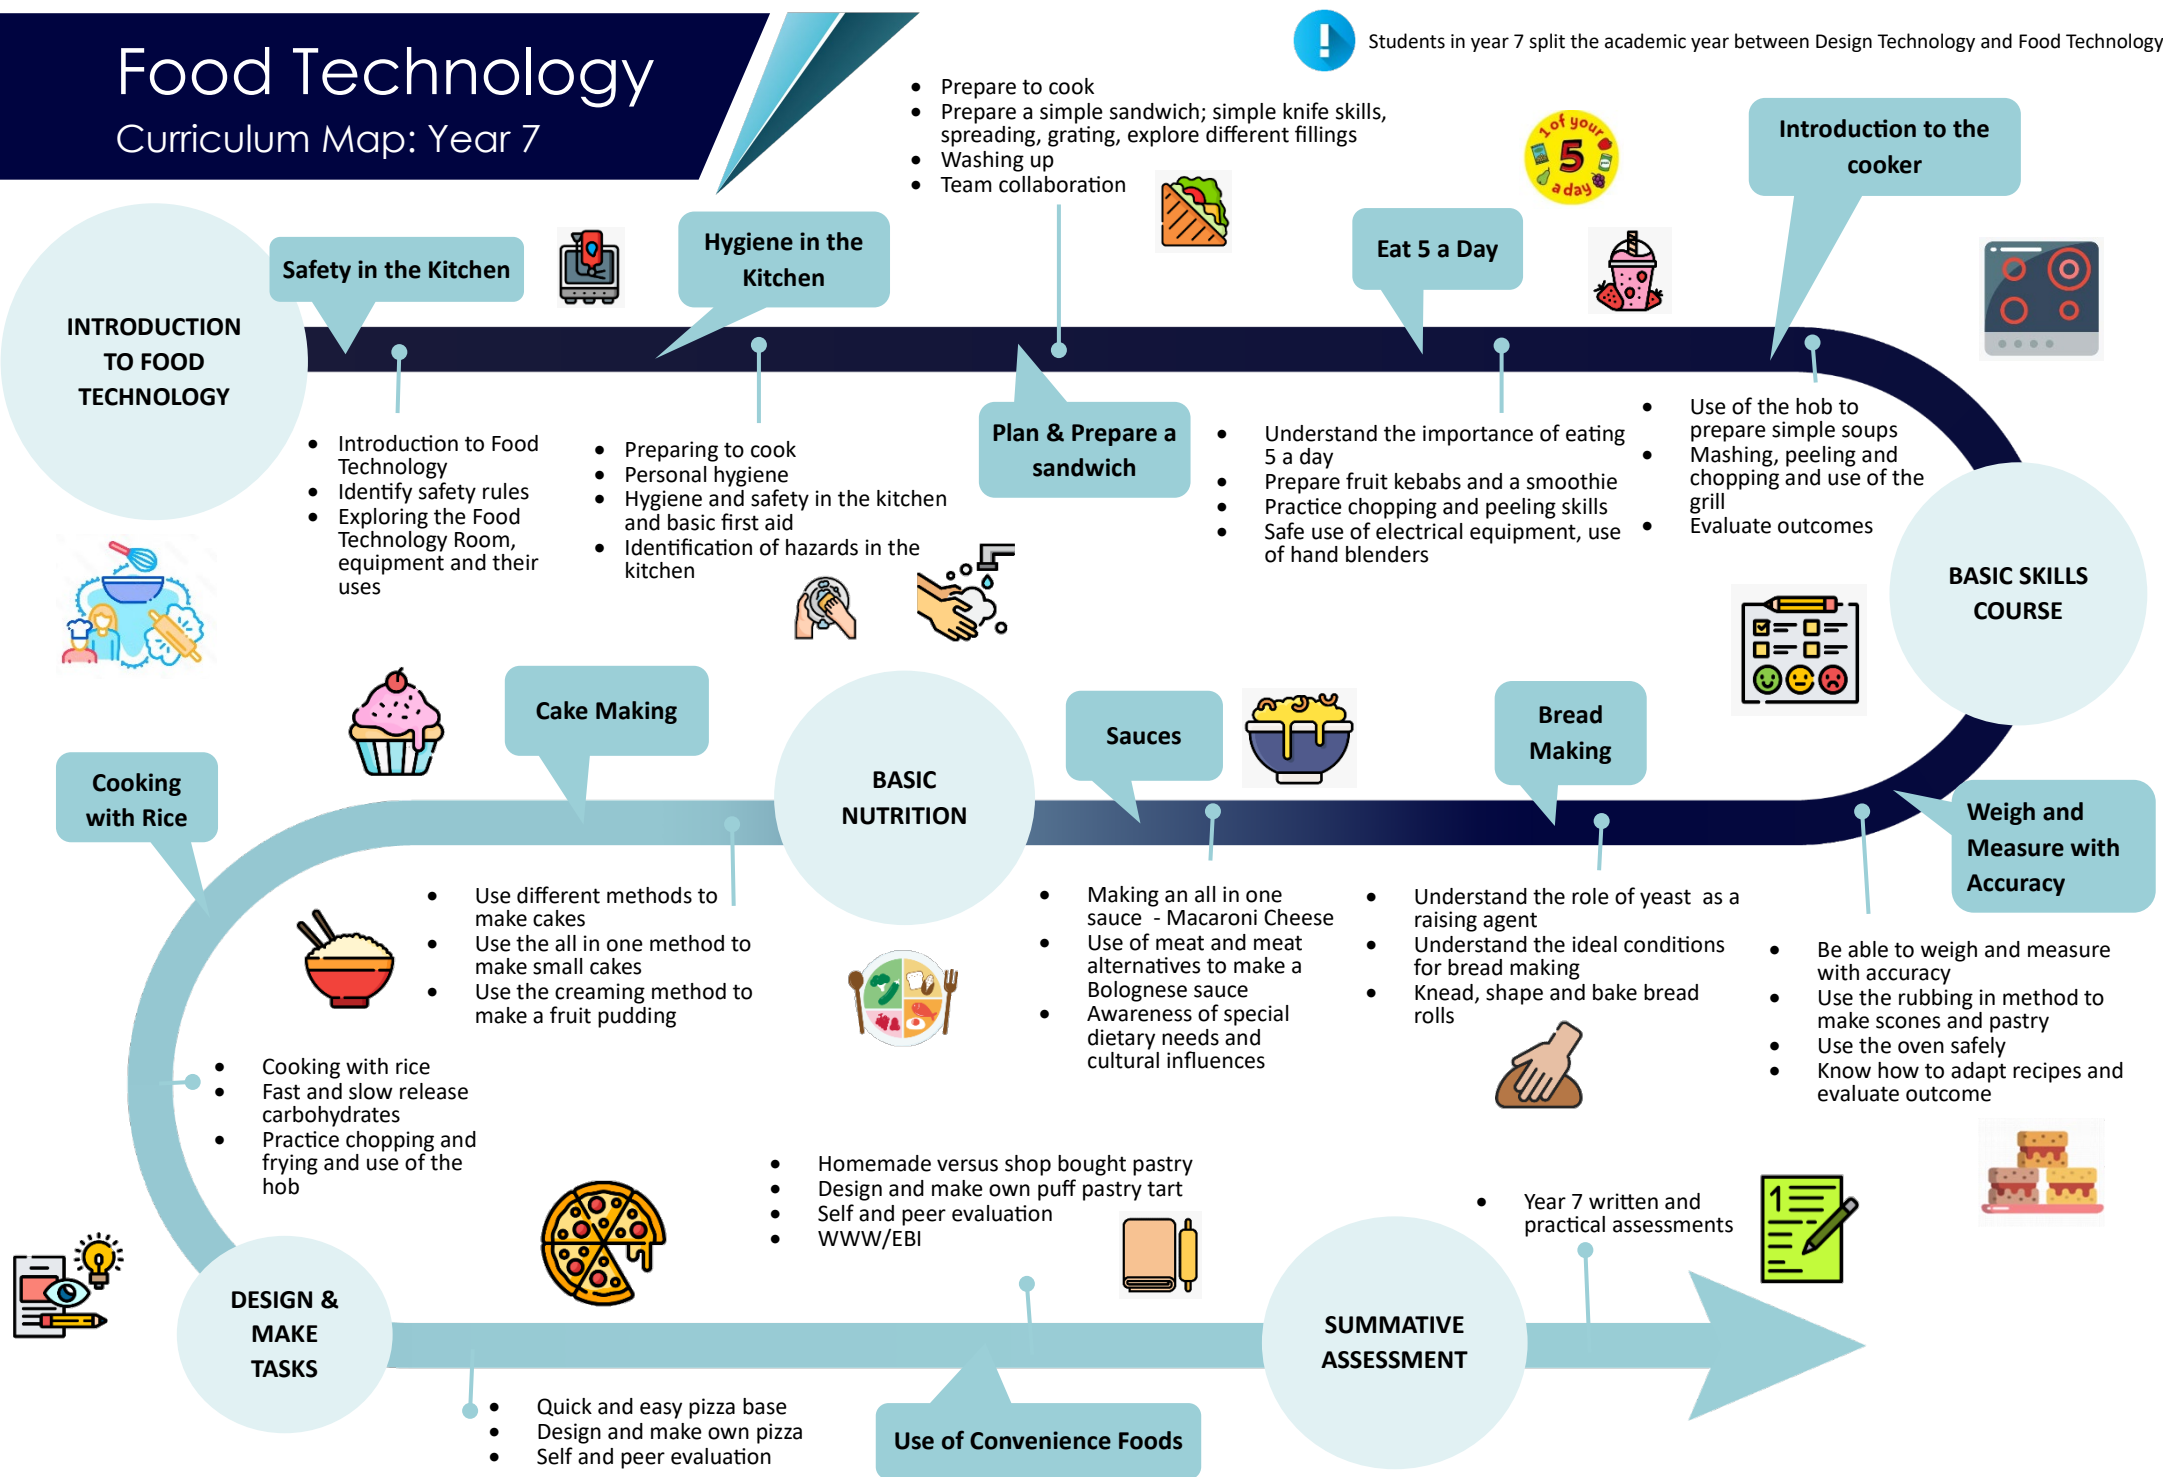 Food Technology
Curriculum Map: Year 7
Students in year 7 split the academic year between Design Technology and Food Technology
INTRODUCTION
TO FOOD
TECHNOLOGY
Safety in the Kitchen
• Introduction to Food
Technology
• Identify safety rules
• Exploring the Food
Technology Room,
equipment and their
uses
Hygiene in the
Kitchen
• Preparing to cook
• Personal hygiene
• Hygiene and safety in the kitchen
and basic first aid
• Identification of hazards in the
kitchen
• Prepare to cook
• Prepare a simple sandwich; simple knife skills,
spreading, grating, explore different fillings
• Washing up
• Team collaboration
Plan & Prepare a
sandwich
1 of your
5
a day
Eat 5 a Day
• Understand the importance of eating
5 a day
• Prepare fruit kebabs and a smoothie
• Practice chopping and peeling skills
• Safe use of electrical equipment, use
of hand blenders
Introduction to the
cooker
• Use of the hob to
prepare simple soups
• Mashing, peeling and
chopping and use of the
grill
• Evaluate outcomes
BASIC SKILLS
COURSE
Weigh and
Measure with
Accuracy
• Be able to weigh and measure
with accuracy
• Use the rubbing in method to
make scones and pastry
• Use the oven safely
• Know how to adapt recipes and
evaluate outcome
Bread
Making
• Understand the role of yeast as a
raising agent
• Understand the ideal conditions
for bread making
• Knead, shape and bake bread
rolls
Sauces
• Making an all in one
sauce - Macaroni Cheese
• Use of meat and meat
alternatives to make a
Bolognese sauce
• Awareness of special
dietary needs and
cultural influences
BASIC
NUTRITION
Cake Making
• Use different methods to
make cakes
• Use the all in one method to
make small cakes
• Use the creaming method to
make a fruit pudding
Cooking
with Rice
• Cooking with rice
• Fast and slow release
carbohydrates
• Practice chopping and
frying and use of the
hob
DESIGN &
MAKE
TASKS
• Quick and easy pizza base
• Design and make own pizza
• Self and peer evaluation
• Homemade versus shop bought pastry
• Design and make own puff pastry tart
• Self and peer evaluation
• WWW/EBI
Use of Convenience Foods
SUMMATIVE
ASSESSMENT
• Year 7 written and
practical assessments
1